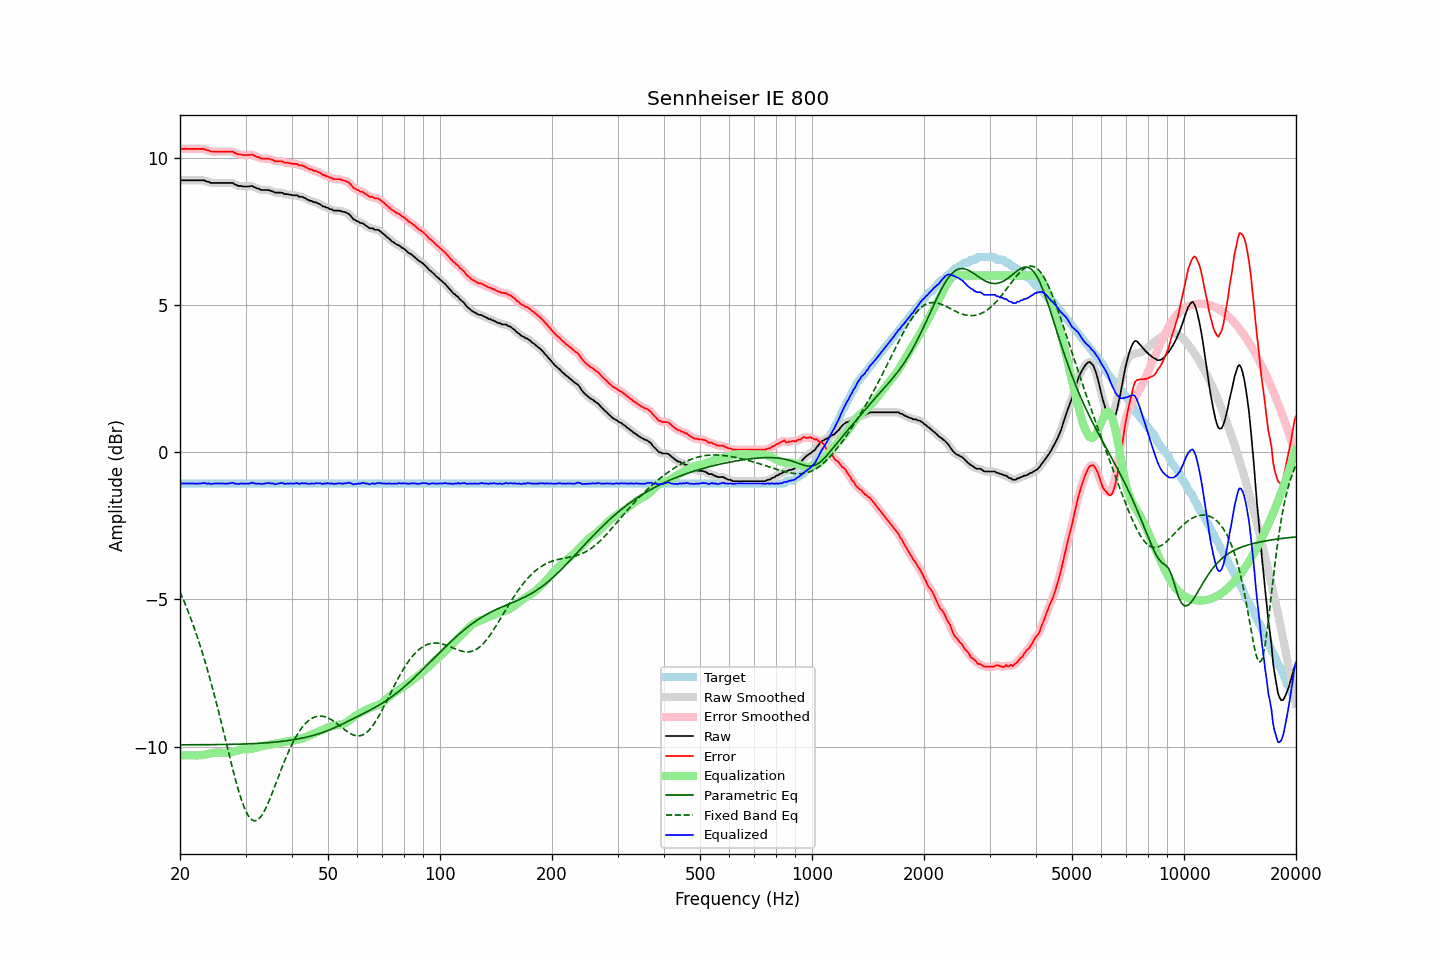 Sennheiser IE 800
Amplitude (dBr)
10
5
0
−5
−10
Target
Raw Smoothed
Error Smoothed
Raw
Error
Equalization
Parametric Eq
Fixed Band Eq
Equalized
20
50
100
200
500
1000
2000
5000
10000
20000
Frequency (Hz)